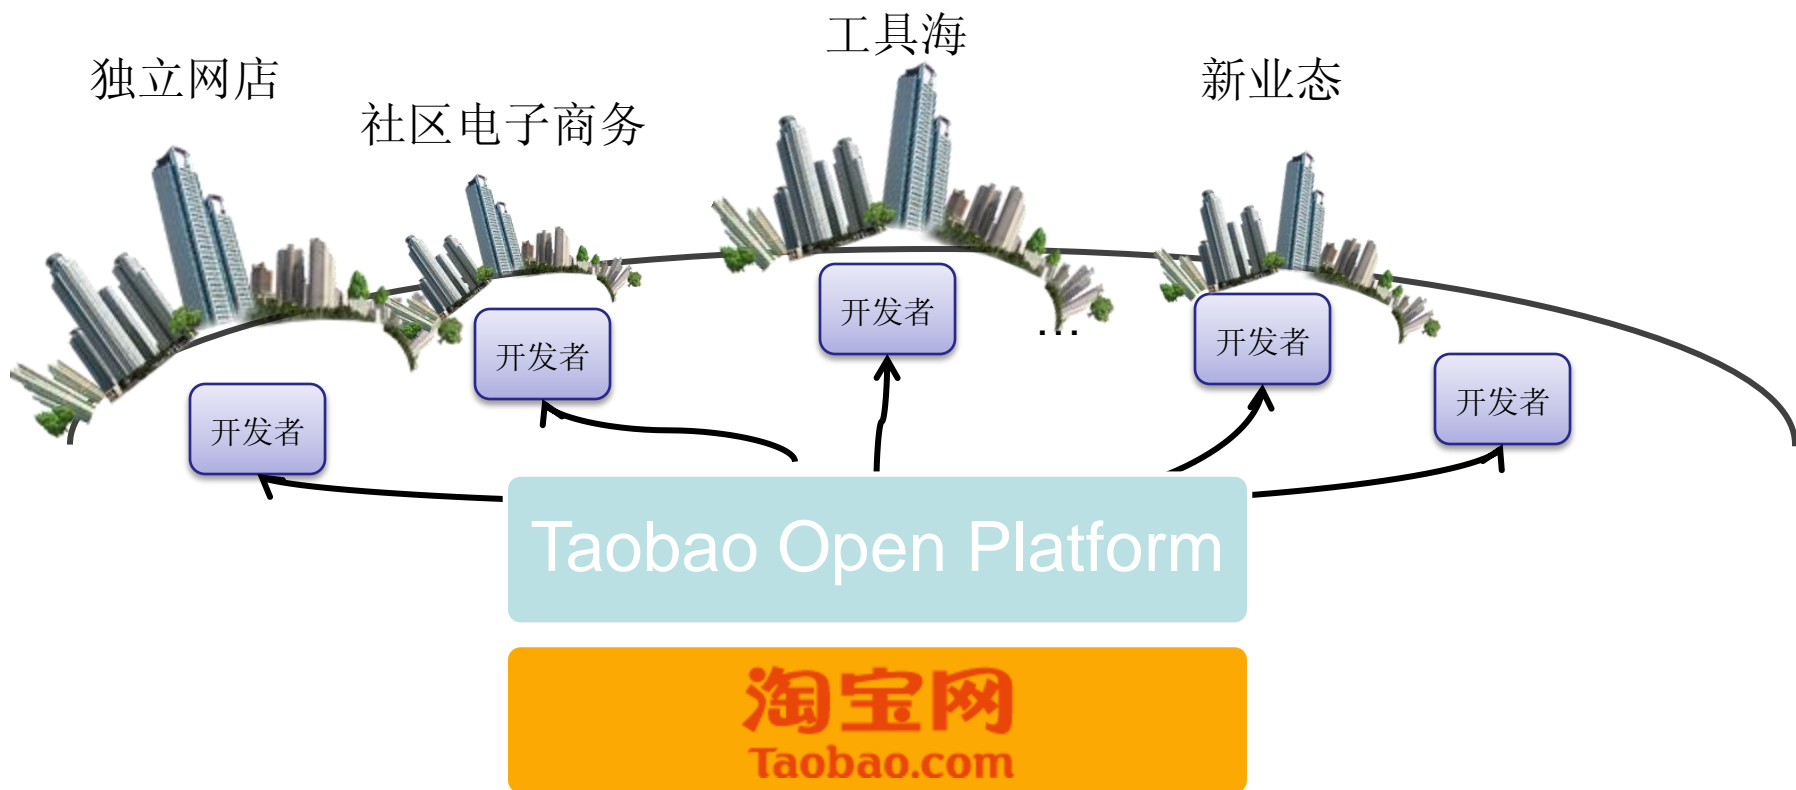 工具海
独立网店
新业态
社区电子商务
开发者
…
开发者
开发者
开发者
开发者
Taobao Open Platform
淘宝网
Taobao.com